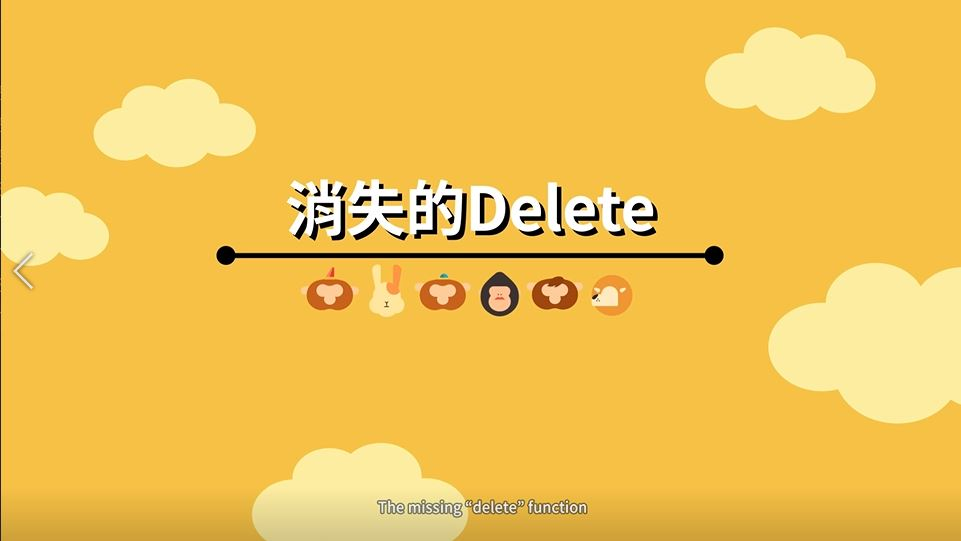 消失的Delete
The missing “delete” function